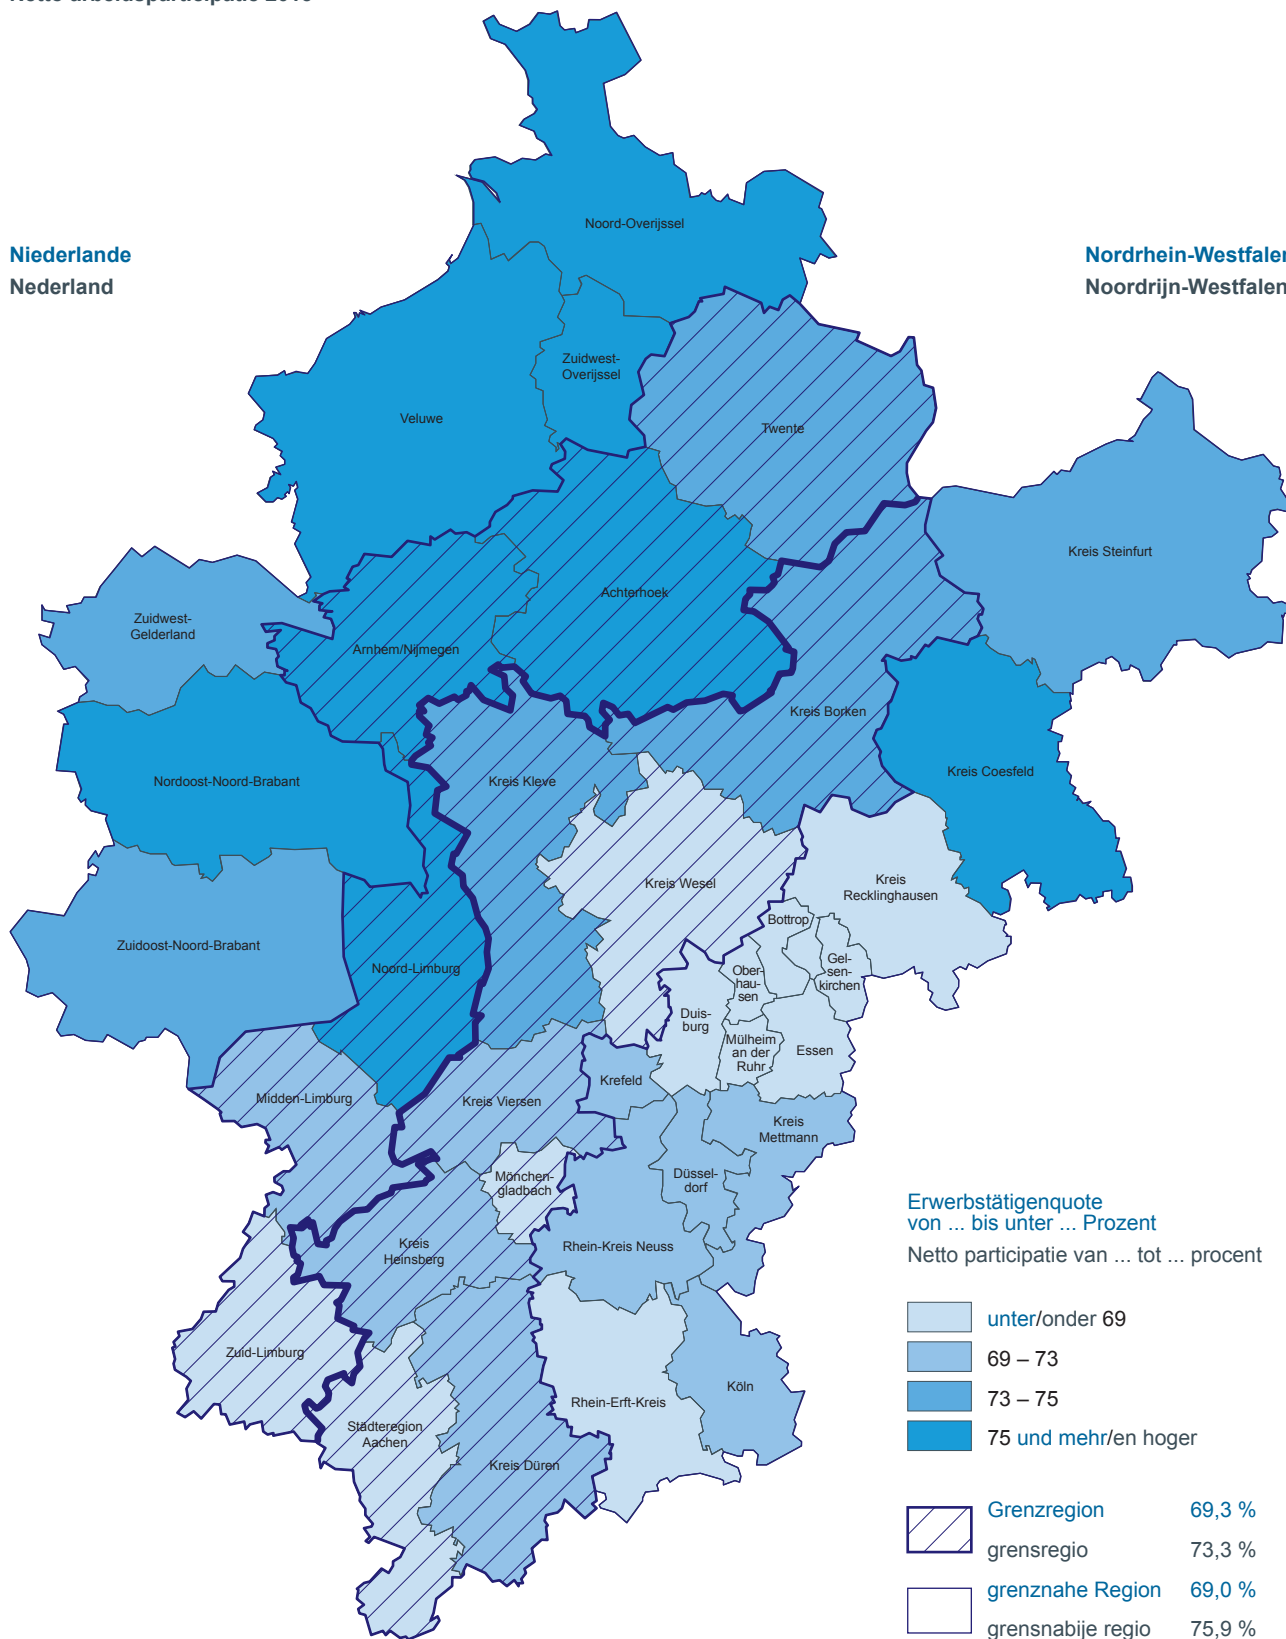 Netto arbeidsparticipatie 2016
Noord-Overijssel
Niederlande
Nederland
Nordrhein-Westfalen
Noordrijn-Westfalen
Zuidwest-
Overijssel
Veluwe
Twente
Kreis Steinfurt
Achterhoek
Zuidwest-
Gelderland
Arnhem/Nijmegen
Kreis Borken
Kreis Coesfeld
Nordoost-Noord-Brabant
Kreis Kleve
Kreis Wesel
Kreis
Recklinghausen
Bottrop
Zuidoost-Noord-Brabant
Noord-Limburg
Gel-
sen-
kirchen
Ober-
hau-
sen
Duis-
burg
Mülheim
an der
Ruhr
Essen
Krefeld
Midden-Limburg
Kreis Viersen
Kreis
Mettmann
Mönchen-
gladbach
Düssel-
dorf
Kreis
Heinsberg
Rhein-Kreis Neuss
Zuid-Limburg
Köln
Rhein-Erft-Kreis
Städteregion
Aachen
Kreis Düren
Erwerbstätigenquote
von ... bis unter ... Prozent
Netto participatie van ... tot ... procent
unter/onder 69
69 – 73
73 – 75
75 und mehr/en hoger
Grenzregion 69,3 %
grensregio 73,3 %
grenznahe Region 69,0 %
grensnabije regio 75,9 %